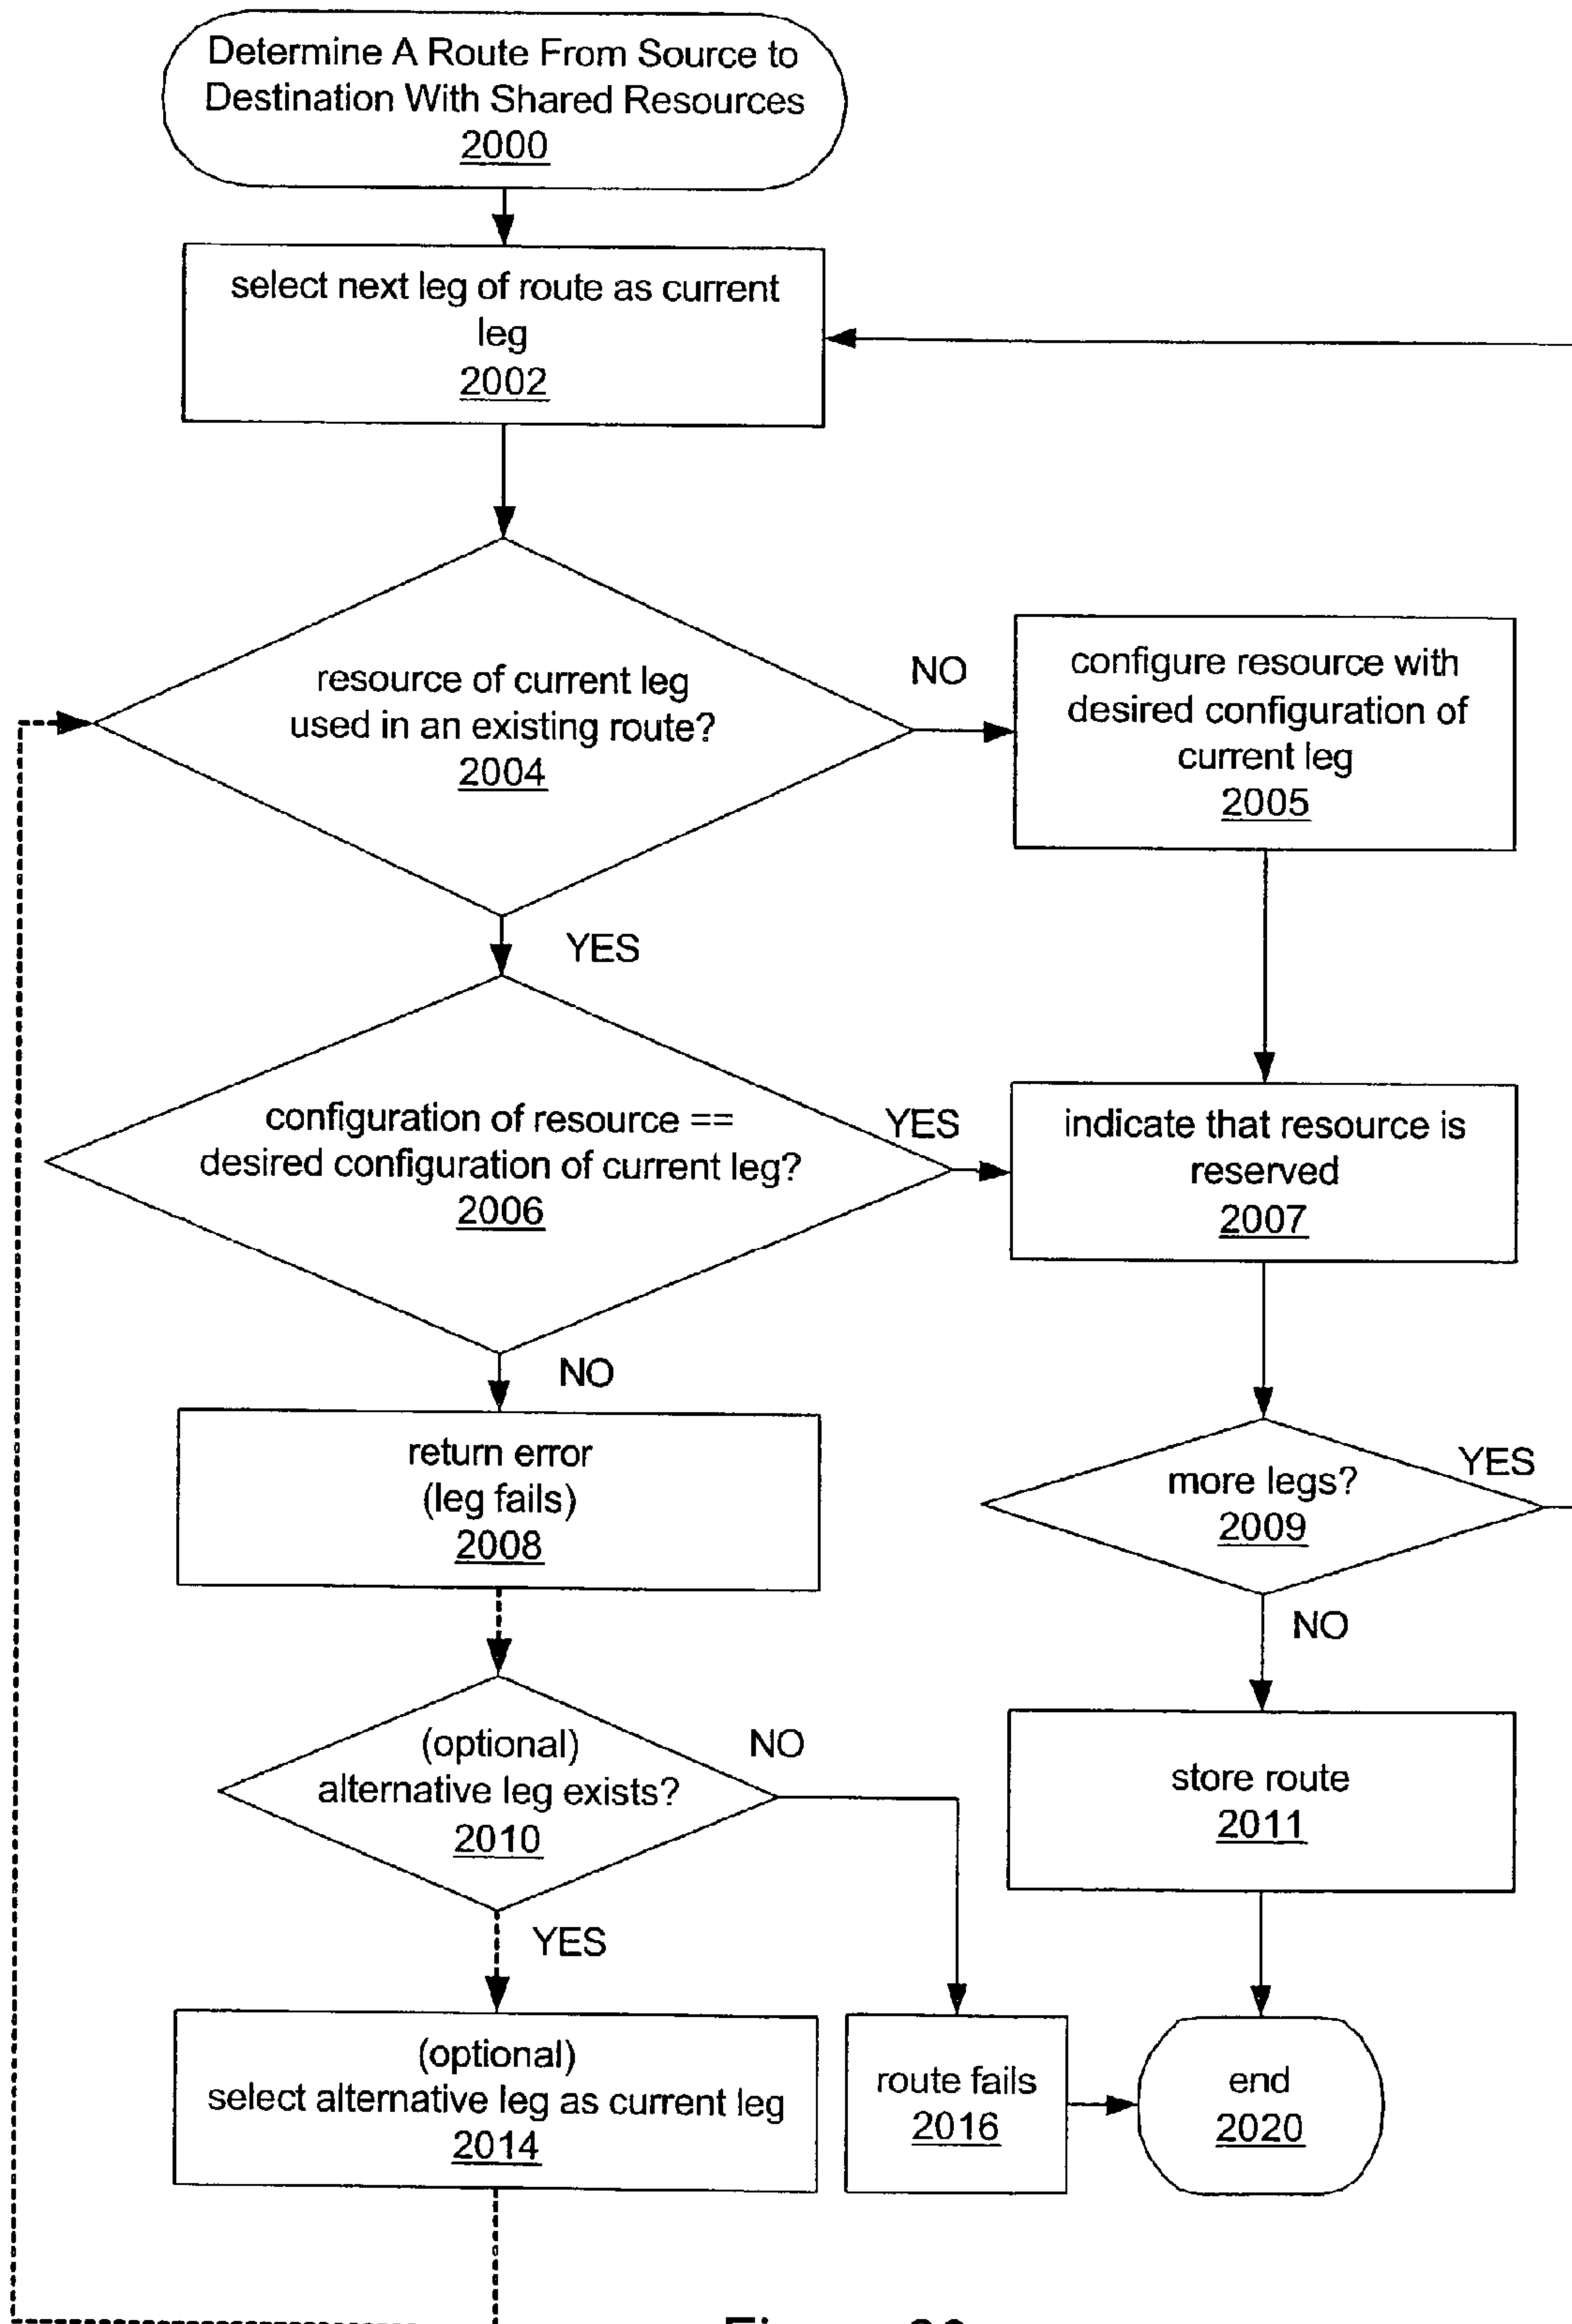 Determine A Route From Source to
Destination With Shared Resources
2000
select next leg of route as current
leg
2002
resource of current leg
used in an existing route?
2004
NO
configure resource with
desired configuration of
current leg
2005
YES
configuration of resource ==
desired configuration of current leg?
2006
YES
indicate that resource is
reserved
2007
NO
return error
(leg fails)
2008
more legs?
2009
YES
NO
(optional)
alternative leg exists?
2010
NO
store route
2011
YES
(optional)
select alternative leg as current leg
2014
route fails
2016
end
2020